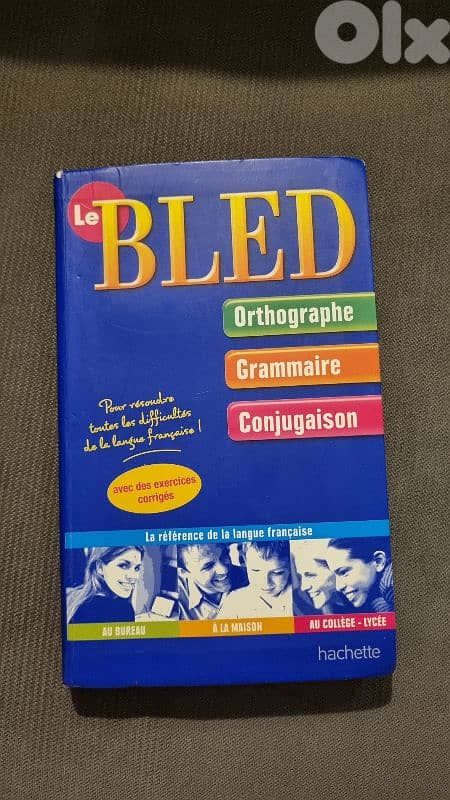 Olx
Le
BLED
Orthographe
Grammaire
Conjugaison
Pour résoudre
toutes les difficultés
de la langue française !
avec des exercices
corrigés
La référence de la langue française
AU BUREAU
À LA MAISON
AU COLLÈGE - LYCÉE
hachette